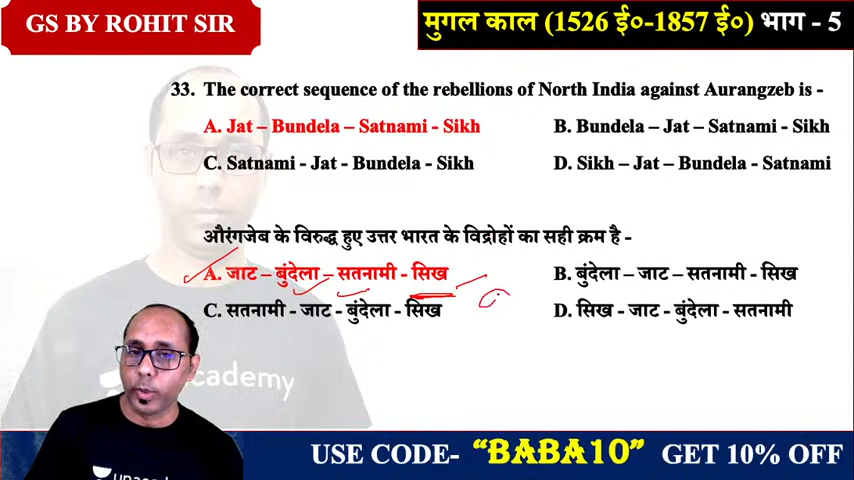 GS BY ROHIT SIR
मुगल काल (1526 ई०-1857 ई०) भाग - 5
33. The correct sequence of the rebellions of North India against Aurangzeb is -
A. Jat – Bundela – Satnami - Sikh
B. Bundela – Jat – Satnami - Sikh
C. Satnami - Jat - Bundela - Sikh
D. Sikh – Jat – Bundela - Satnami
औरंगजेब के विरुद्ध हुए उत्तर भारत के विद्रोहों का सही क्रम है -
A. जाट – बुंदेला – सतनामी - सिख
B. बुंदेला – जाट – सतनामी - सिख
C. सतनामी - जाट - बुंदेला - सिख
D. सिख - जाट - बुंदेला - सतनामी
USE CODE- “BABA10” GET 10% OFF